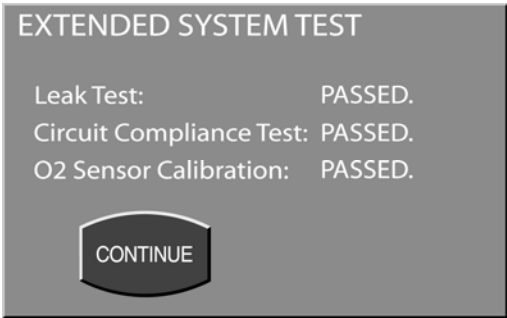 EXTENDED SYSTEM TEST
Leak Test: PASSED.
Circuit Compliance Test: PASSED.
O2 Sensor Calibration: PASSED.
CONTINUE